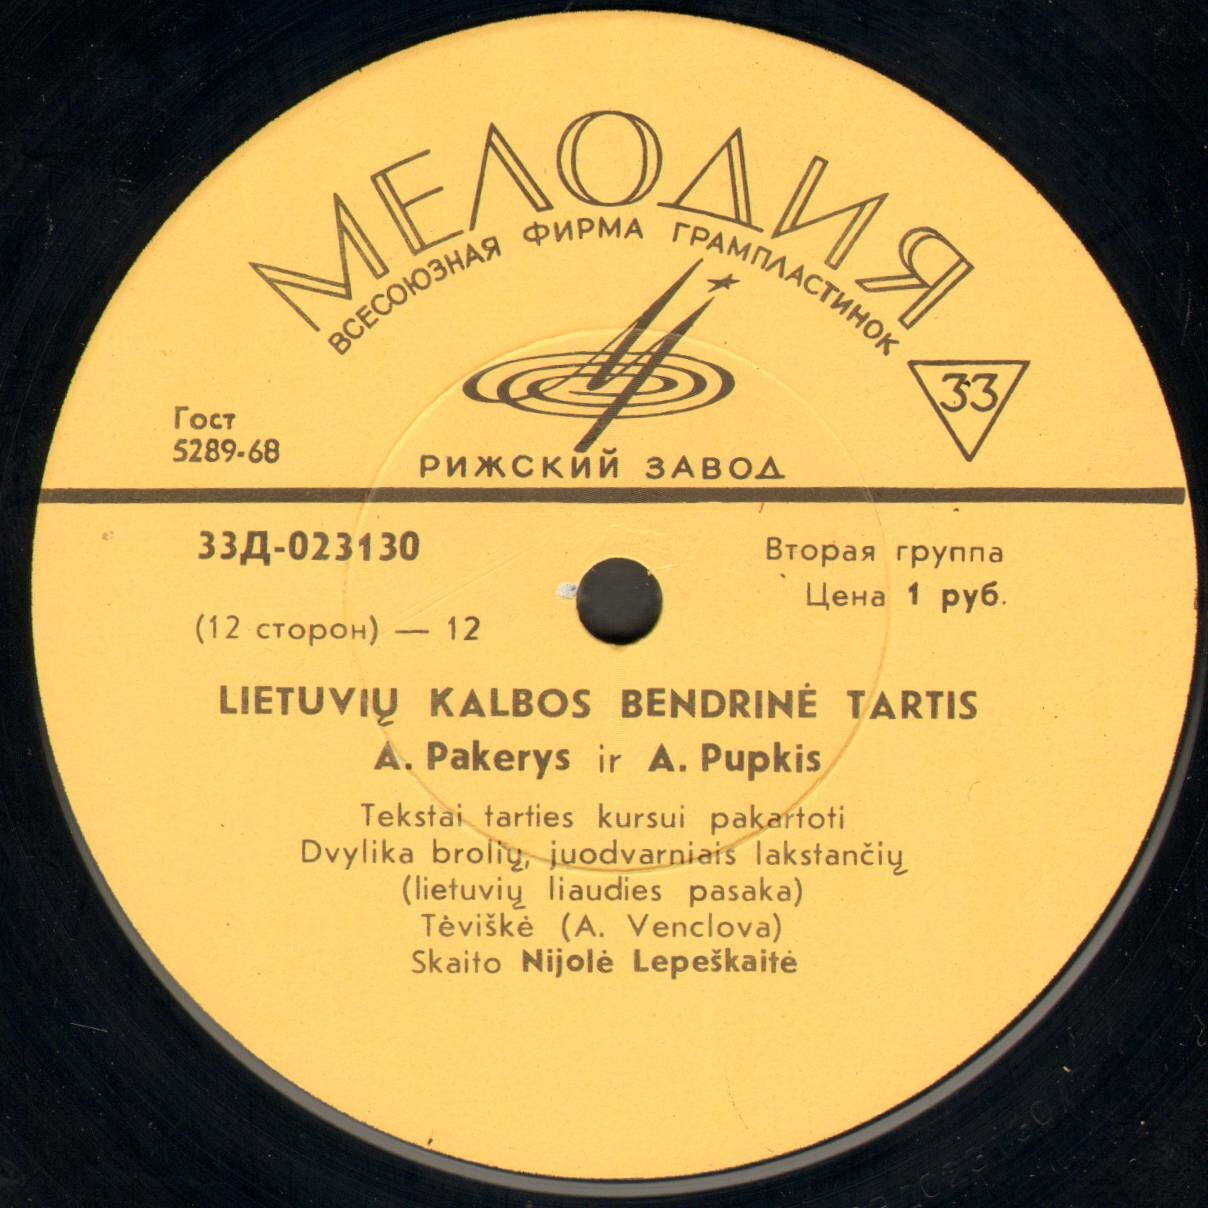 МЕЛОДИЯ
ВСЕСОЮЗНАЯ ФИРМА ГРАМПЛАСТИНОК
33
Гост
5289-68
РИЖСКИЙ ЗАВОД
33Д-023130
Вторая группа
Цена 1 руб.
(12 сторон) — 12
LIETUVIŲ KALBOS BENDRINĖ TARTIS
A. Pakerys ir A. Pupkis
Tekstai tarties kursui pakartoti
Dvylika brolių, juodvarniais lakstančių
(lietuvių liaudies pasaka)
Tėviškė (A. Venclova)
Skaito Nijolė Lepeškaitė